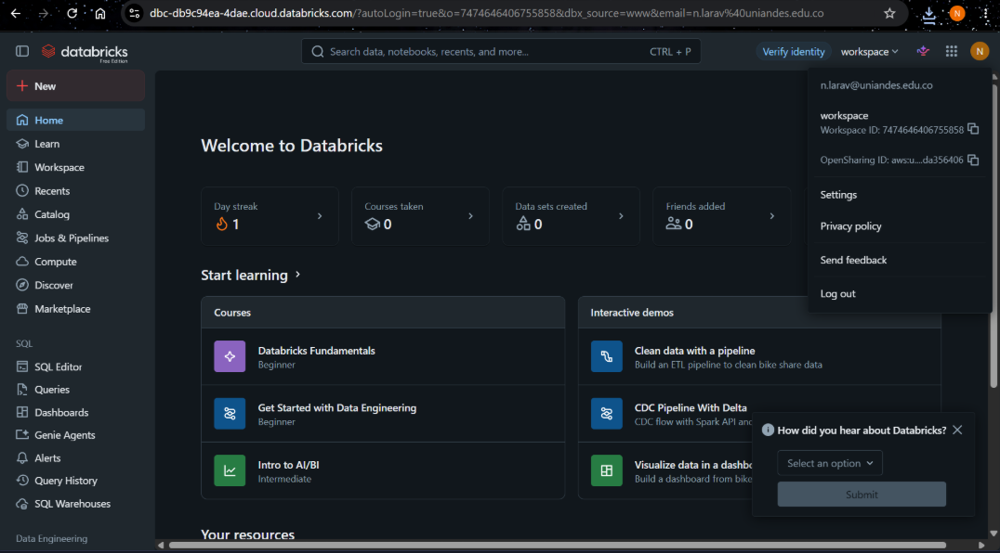 dbc-db9c94ea-4dae.cloud.databricks.com/?autoLogin=true&o=7474646406755858&dbx_source=www&email=n.larav%40uniandes.edu.co
N
databricks
Free Edition
Search data, notebooks, recents, and more...
CTRL + P
Verify identity
workspace
N
New
Home
Learn
Workspace
Recents
Catalog
Jobs & Pipelines
Compute
Discover
Marketplace
SQL
SQL Editor
Queries
Dashboards
Genie Agents
Alerts
Query History
SQL Warehouses
Data Engineering
Welcome to Databricks
Day streak
1
Courses taken
0
Data sets created
0
Friends added
0
Start learning
Courses
Databricks Fundamentals
Beginner
Get Started with Data Engineering
Beginner
Intro to AI/BI
Intermediate
Interactive demos
Clean data with a pipeline
Build an ETL pipeline to clean bike share data
CDC Pipeline With Delta
CDC flow with Spark API and
Visualize data in a dashbo
Build a dashboard from bike
Your resources
n.larav@uniandes.edu.co
workspace
Workspace ID: 7474646406755858
OpenSharing ID: aws:u....da356406
Settings
Privacy policy
Send feedback
Log out
How did you hear about Databricks?
Select an option
Submit